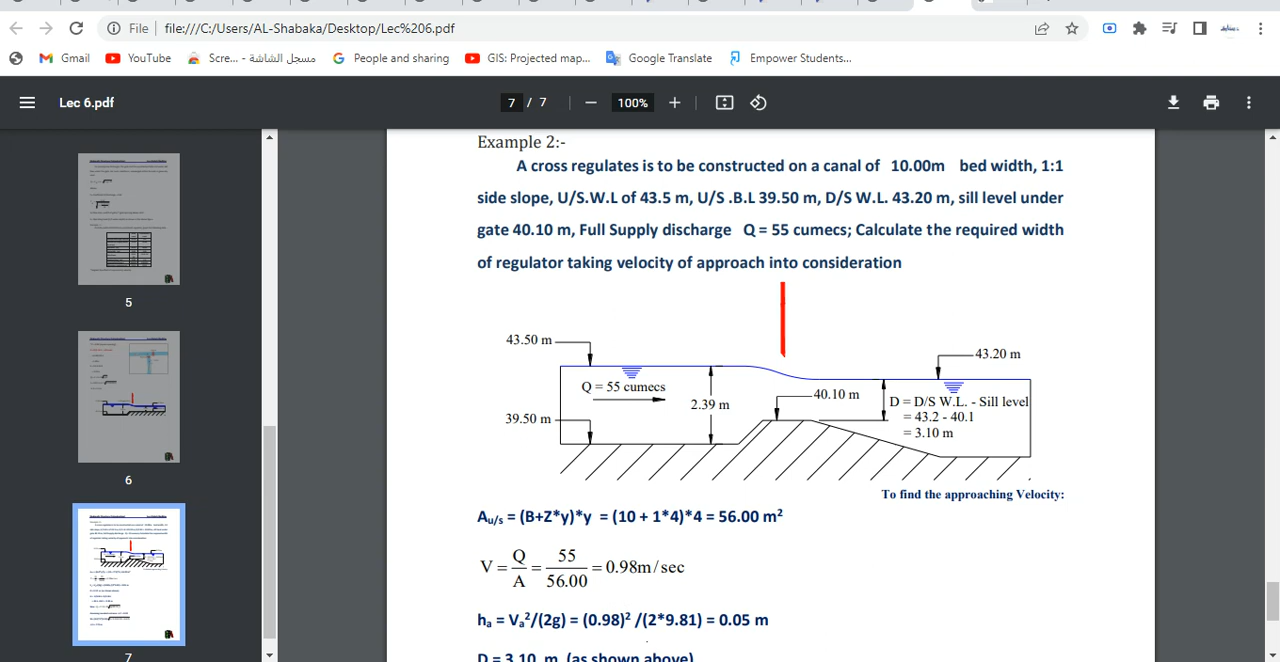 File | file:///C:/Users/AL-Shabaka/Desktop/Lec%206.pdf
Gmail YouTube Scre... - مسجل الشاشة People and sharing GIS: Projected map... Google Translate Empower Students...
Lec 6.pdf 7 / 7 − 100% +
5
6
7
Example 2:-
A cross regulates is to be constructed on a canal of 10.00m bed width, 1:1
side slope, U/S.W.L of 43.5 m, U/S .B.L 39.50 m, D/S W.L. 43.20 m, sill level under
gate 40.10 m, Full Supply discharge Q = 55 cumecs; Calculate the required width
of regulator taking velocity of approach into consideration
43.50 m
43.20 m
Q = 55 cumecs
2.39 m
40.10 m
39.50 m
D = D/S W.L. - Sill level
= 43.2 - 40.1
= 3.10 m
To find the approaching Velocity:
Au/s = (B+Z*y)*y = (10 + 1*4)*4 = 56.00 m²
V = Q/A = 55/56.00 = 0.98m/sec
ha = Va²/(2g) = (0.98)² /(2*9.81) = 0.05 m
D = 3.10 m (as shown above)